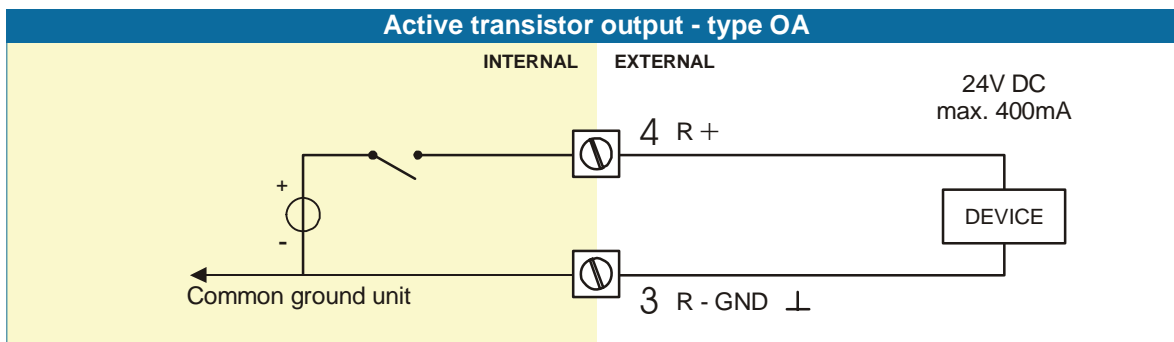 Active transistor output - type OA
INTERNAL
EXTERNAL
24V DC
max. 400mA
4 R +
+
DEVICE
-
Common ground unit
3 R - GND ⊥